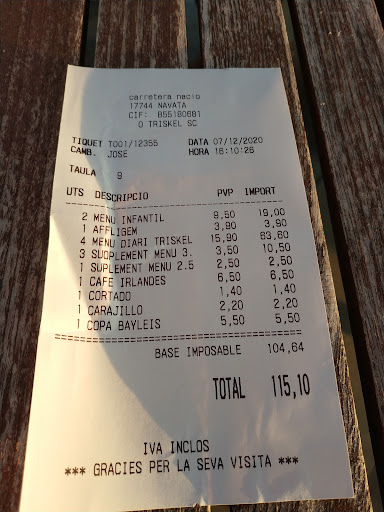 carretera nacio
17744 NAVATA
CIF: B55180881
O TRISKEL SC
TIQUET T001/12355 DATA 07/12/2020
CAMB. JOSE HORA 16:10:26
TAULA 9
UTS DESCRIPCIO PVP IMPORT
2 MENU INFANTIL 9,50 19,00
1 AFFLIGEM 3,90 3,90
4 MENU DIARI TRISKEL 15,90 63,60
3 SUOPLEMENT MENU 3. 3,50 10,50
1 SUPLEMENT MENU 2.5 2,50 2,50
1 CAFE IRLANDES 6,50 6,50
1 CORTADO 1,40 1,40
1 CARAJILLO 2,20 2,20
1 COPA BAYLEIS 5,50 5,50
BASE IMPOSABLE 104,64
TOTAL 115,10
IVA INCLOS
*** GRACIES PER LA SEVA VISITA ***